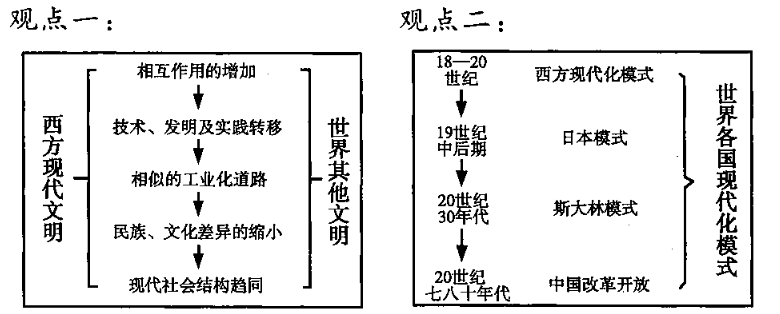 观点一：
西方现代文明
相互作用的增加
技术、发明及实践转移
相似的工业化道路
民族、文化差异的缩小
现代社会结构趋同
世界其他文明
观点二：
18—20
世纪
西方现代化模式
19世纪
中后期
日本模式
20世纪
30年代
斯大林模式
20世纪
七八十年代
中国改革开放
世界各国现代化模式